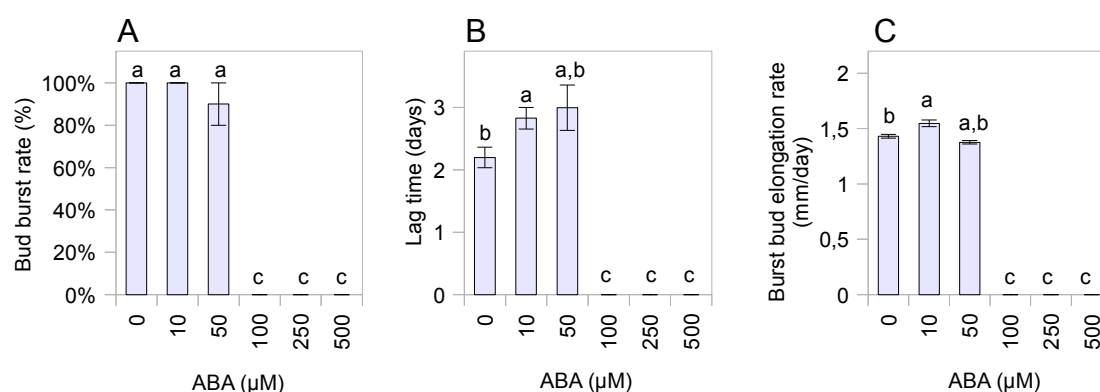 A
Bud burst rate (%)
100%
80%
60%
40%
20%
0%
a a a c c c
0 10 50 100 250 500
ABA (µM)
B
Lag time (days)
3
2
1
0
b a a,b c c c
0 10 50 100 250 500
ABA (µM)
C
Burst bud elongation rate
(mm/day)
2
1,5
1
0,5
0
b a a,b c c c
0 10 50 100 250 500
ABA (µM)